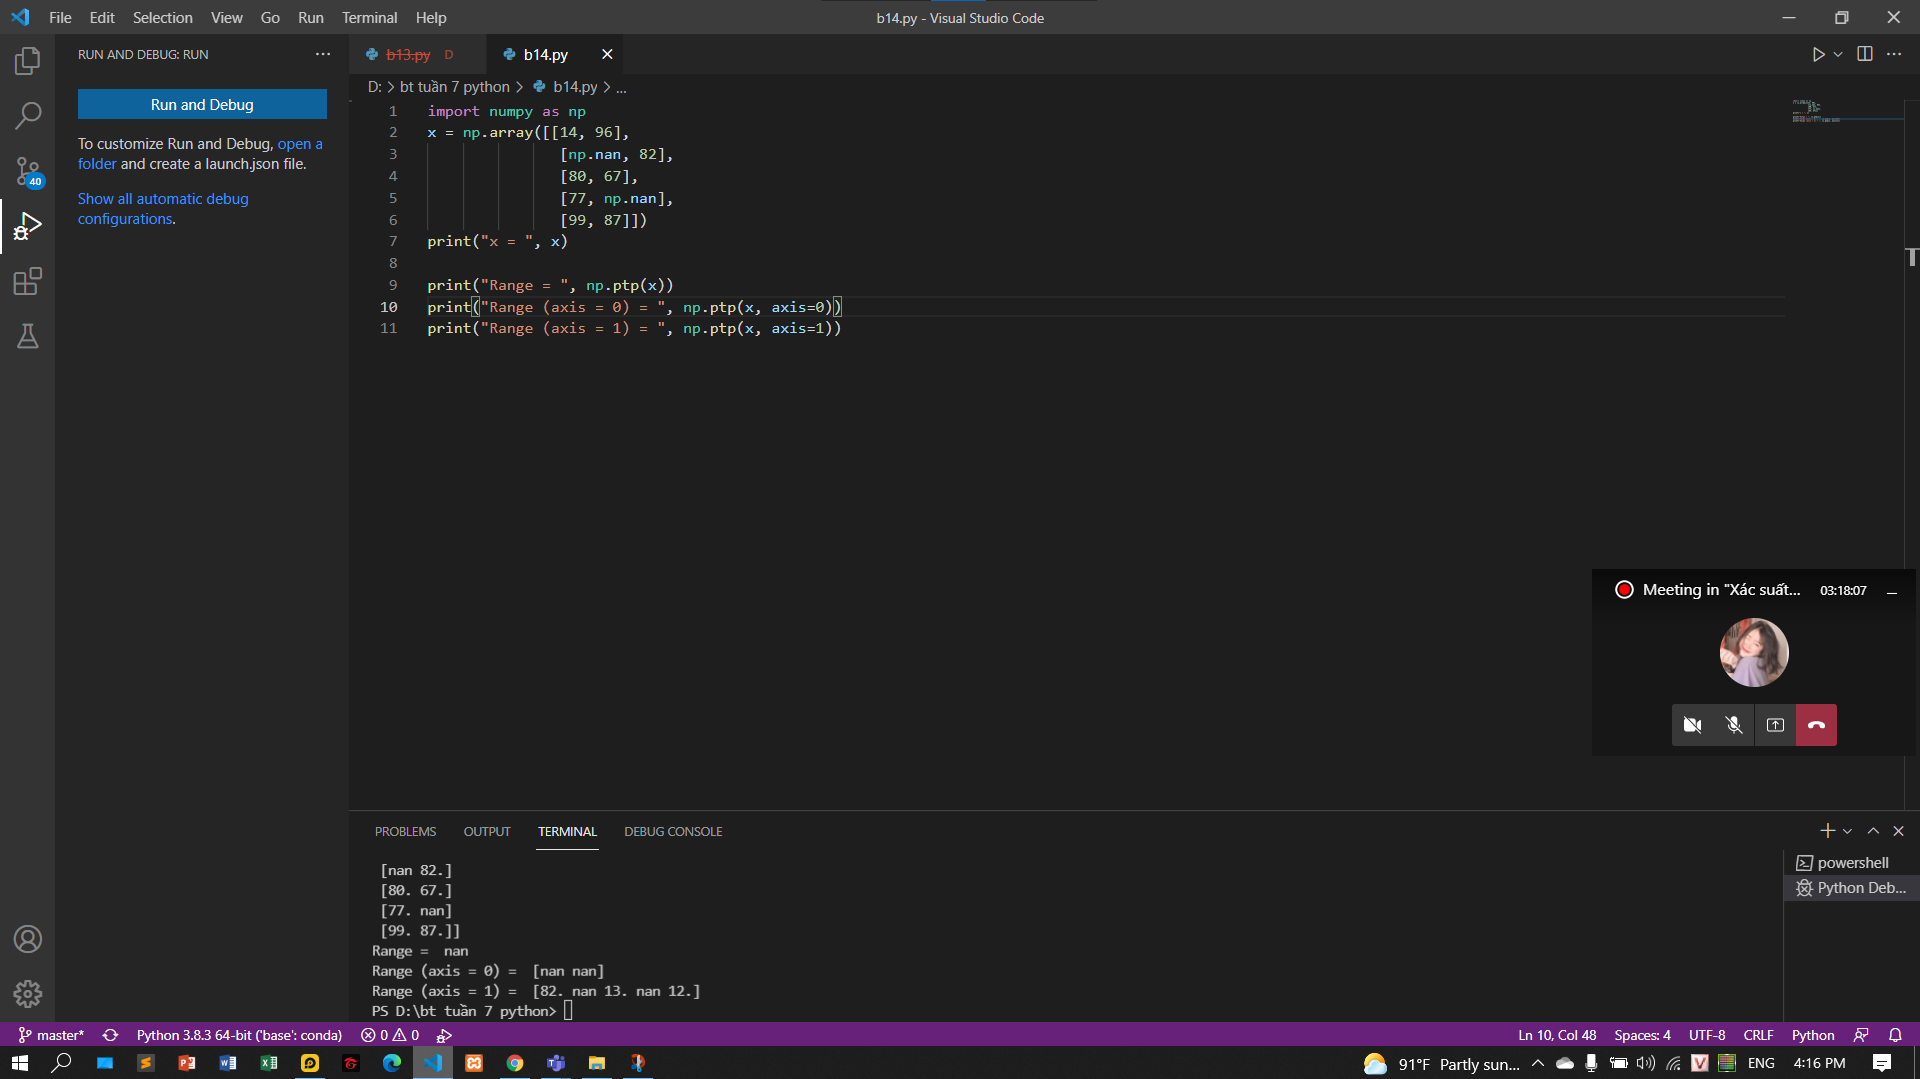 File Edit Selection View Go Run Terminal Help
b14.py - Visual Studio Code
RUN AND DEBUG: RUN
Run and Debug
To customize Run and Debug, open a
folder and create a launch.json file.
Show all automatic debug
configurations.
40
b13.py D
b14.py
D: > bt tuần 7 python > b14.py > ...
1 import numpy as np
2 x = np.array([[14, 96],
3 [np.nan, 82],
4 [80, 67],
5 [77, np.nan],
6 [99, 87]])
7 print("x = ", x)
8
9 print("Range = ", np.ptp(x))
10 print("Range (axis = 0) = ", np.ptp(x, axis=0))
11 print("Range (axis = 1) = ", np.ptp(x, axis=1))
Meeting in "Xác suất... 03:18:07
PROBLEMS OUTPUT TERMINAL DEBUG CONSOLE
[nan 82.]
[80. 67.]
[77. nan]
[99. 87.]]
Range =  nan
Range (axis = 0) =  [nan nan]
Range (axis = 1) =  [82. nan 13. nan 12.]
PS D:\bt tuần 7 python>
powershell
Python Deb...
master* Python 3.8.3 64-bit ('base': conda) 0 0
Ln 10, Col 48 Spaces: 4 UTF-8 CRLF Python
91°F Partly sun... ENG 4:16 PM